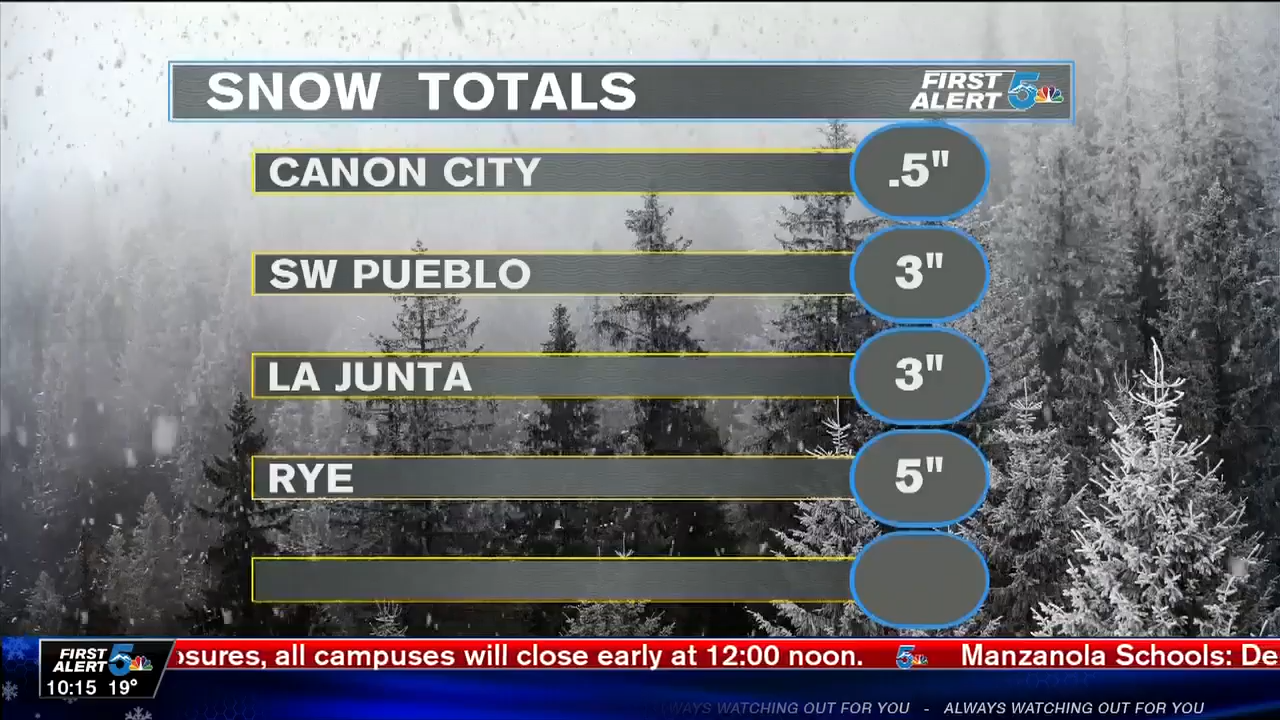 SNOW TOTALS
FIRST
ALERT 5
CANON CITY .5"
SW PUEBLO 3"
LA JUNTA 3"
RYE 5"
FIRST
ALERT 5
osures, all campuses will close early at 12:00 noon. 5 Manzanola Schools: De
10:15 19°
WAYS WATCHING OUT FOR YOU - ALWAYS WATCHING OUT FOR YOU